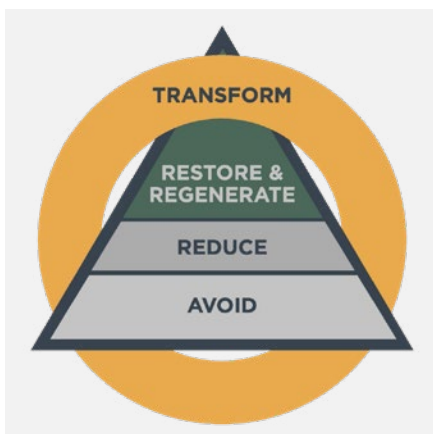 TRANSFORM
RESTORE &
REGENERATE
REDUCE
AVOID